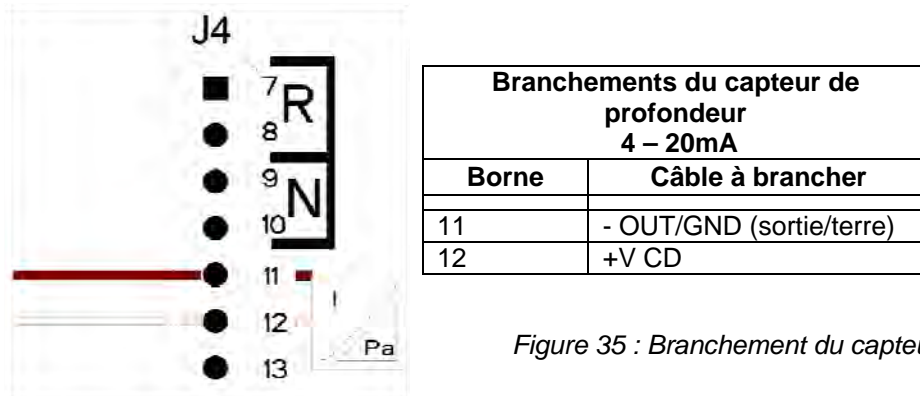 J4
7
R
8
9
N
10
11
12
13
Pa
Branchements du capteur de
profondeur
4 – 20mA
Borne Câble à brancher
11 - OUT/GND (sortie/terre)
12 +V CD
Figure 35 : Branchement du capteu